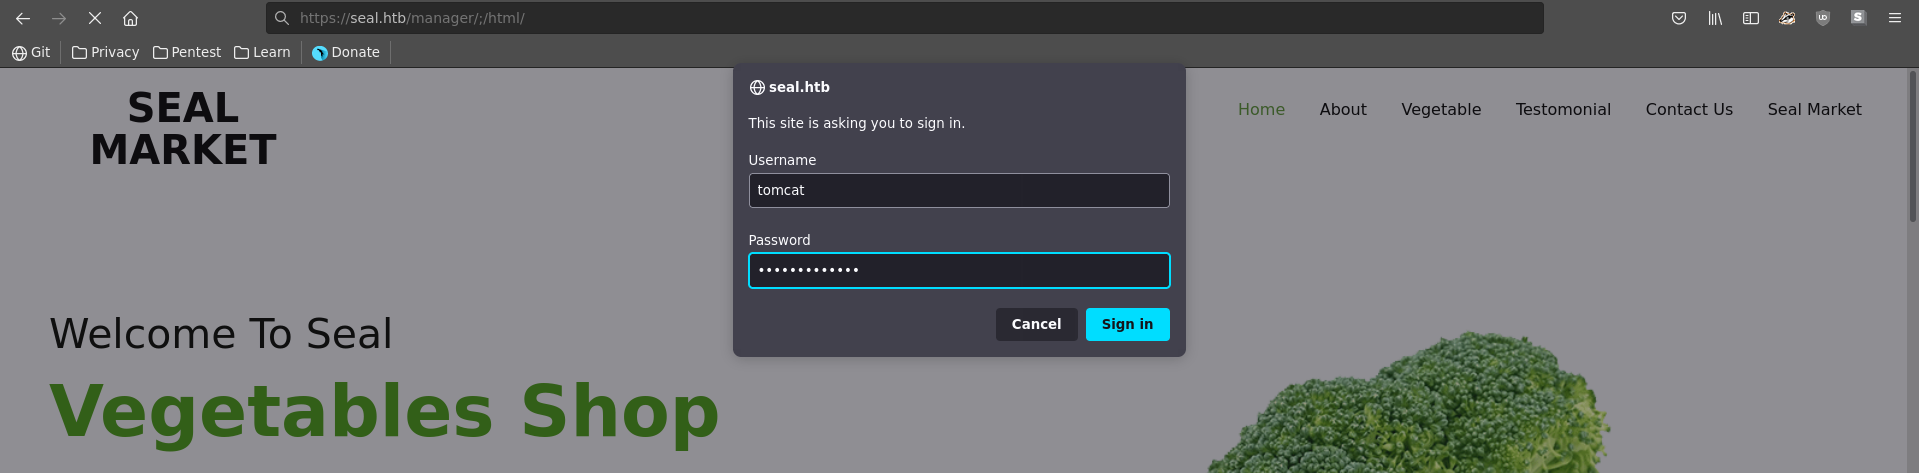 https://seal.htb/manager/;/html/
Git Privacy Pentest Learn Donate
SEAL
MARKET
Home About Vegetable Testomonial Contact Us Seal Market
seal.htb
This site is asking you to sign in.
Username
tomcat
Password
•••••••••••••
Cancel Sign in
Welcome To Seal
Vegetables Shop